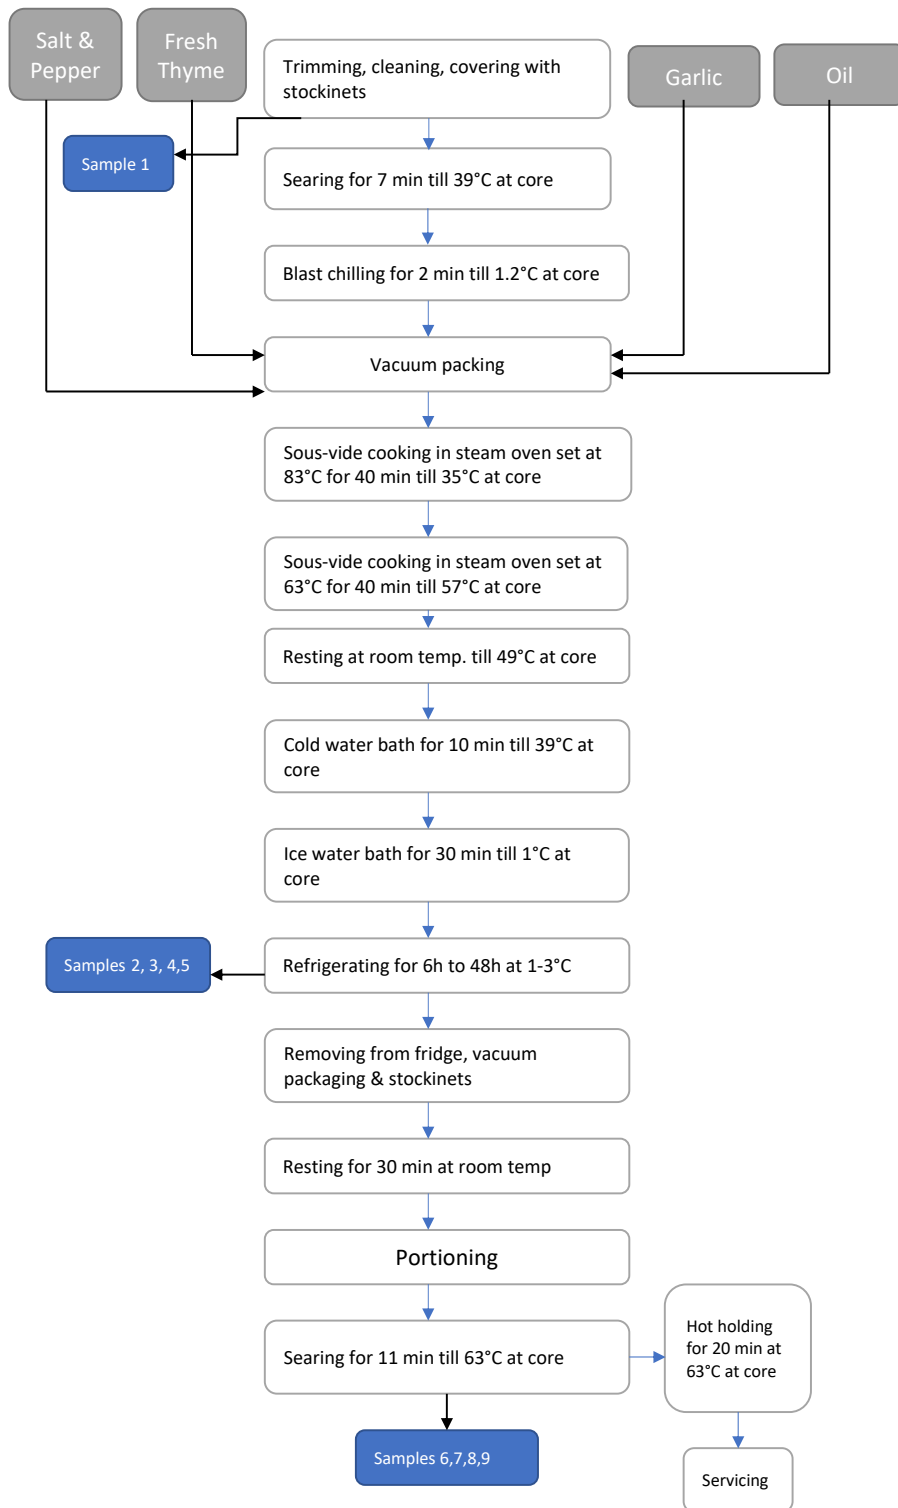 Salt &
Pepper
Fresh
Thyme
Trimming, cleaning, covering with
stockinets
Garlic
Oil
Sample 1
Searing for 7 min till 39°C at core
Blast chilling for 2 min till 1.2°C at core
Vacuum packing
Sous-vide cooking in steam oven set at
83°C for 40 min till 35°C at core
Sous-vide cooking in steam oven set at
63°C for 40 min till 57°C at core
Resting at room temp. till 49°C at core
Cold water bath for 10 min till 39°C at
core
Ice water bath for 30 min till 1°C at
core
Samples 2, 3, 4,5
Refrigerating for 6h to 48h at 1-3°C
Removing from fridge, vacuum
packaging & stockinets
Resting for 30 min at room temp
Portioning
Searing for 11 min till 63°C at core
Hot holding
for 20 min at
63°C at core
Samples 6,7,8,9
Servicing